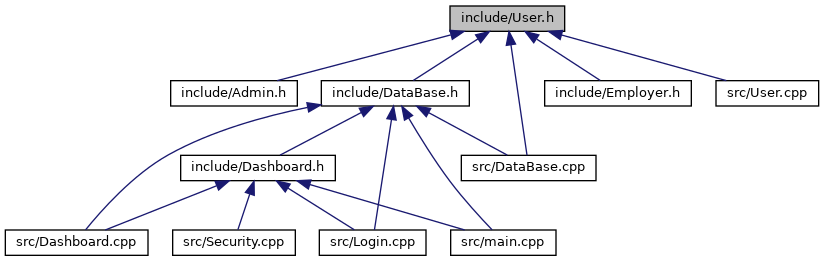 include/User.h
include/Admin.h
include/DataBase.h
include/Employer.h
src/User.cpp
include/Dashboard.h
src/DataBase.cpp
src/Dashboard.cpp
src/Security.cpp
src/Login.cpp
src/main.cpp